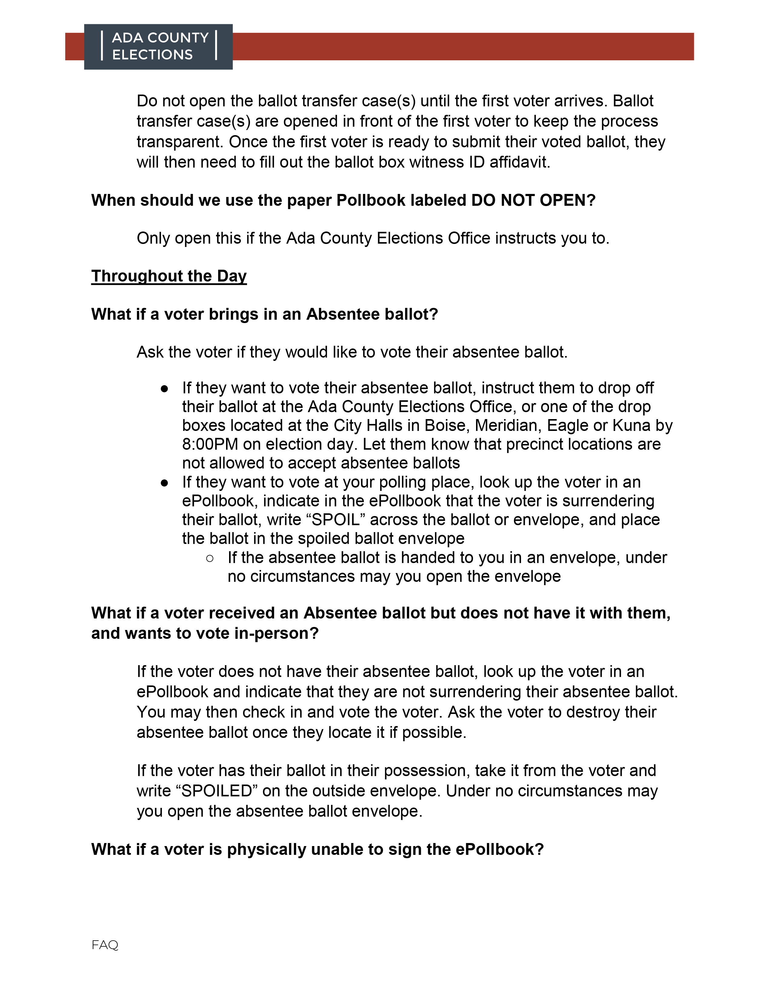 ADA COUNTY
ELECTIONS
Do not open the ballot transfer case(s) until the first voter arrives. Ballot
transfer case(s) are opened in front of the first voter to keep the process
transparent. Once the first voter is ready to submit their voted ballot, they
will then need to fill out the ballot box witness ID affidavit.
When should we use the paper Pollbook labeled DO NOT OPEN?
Only open this if the Ada County Elections Office instructs you to.
Throughout the Day
What if a voter brings in an Absentee ballot?
Ask the voter if they would like to vote their absentee ballot.
● If they want to vote their absentee ballot, instruct them to drop off
their ballot at the Ada County Elections Office, or one of the drop
boxes located at the City Halls in Boise, Meridian, Eagle or Kuna by
8:00PM on election day. Let them know that precinct locations are
not allowed to accept absentee ballots
● If they want to vote at your polling place, look up the voter in an
ePollbook, indicate in the ePollbook that the voter is surrendering
their ballot, write “SPOIL” across the ballot or envelope, and place
the ballot in the spoiled ballot envelope
○ If the absentee ballot is handed to you in an envelope, under
no circumstances may you open the envelope
What if a voter received an Absentee ballot but does not have it with them,
and wants to vote in-person?
If the voter does not have their absentee ballot, look up the voter in an
ePollbook and indicate that they are not surrendering their absentee ballot.
You may then check in and vote the voter. Ask the voter to destroy their
absentee ballot once they locate it if possible.
If the voter has their ballot in their possession, take it from the voter and
write “SPOILED” on the outside envelope. Under no circumstances may
you open the absentee ballot envelope.
What if a voter is physically unable to sign the ePollbook?
FAQ